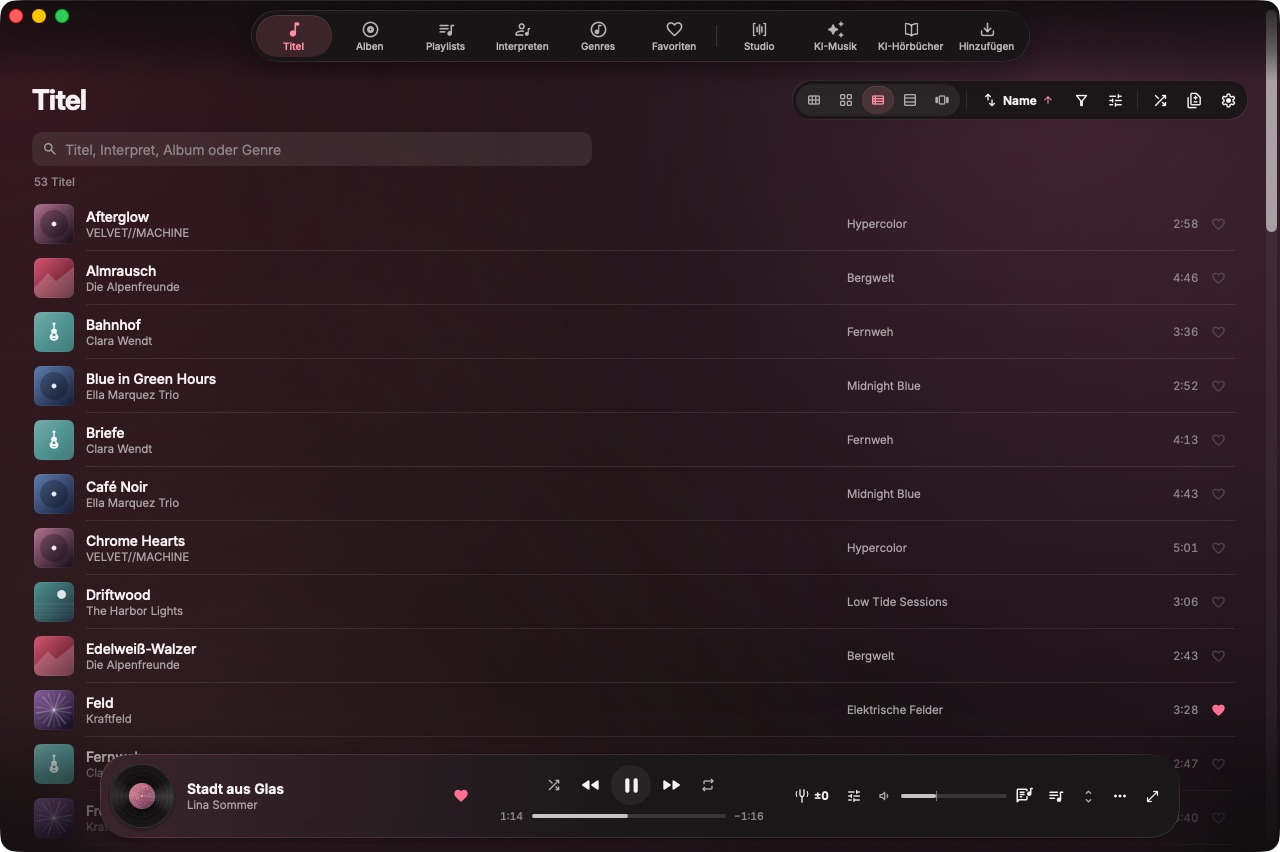 Titel
Alben
Playlists
Interpreten
Genres
Favoriten
Studio
KI-Musik
KI-Hörbücher
Hinzufügen
Titel
Name
Titel, Interpret, Album oder Genre
53 Titel
Afterglow
VELVET//MACHINE
Hypercolor
2:58
Almrausch
Die Alpenfreunde
Bergwelt
4:46
Bahnhof
Clara Wendt
Fernweh
3:36
Blue in Green Hours
Ella Marquez Trio
Midnight Blue
2:52
Briefe
Clara Wendt
Fernweh
4:13
Café Noir
Ella Marquez Trio
Midnight Blue
4:43
Chrome Hearts
VELVET//MACHINE
Hypercolor
5:01
Driftwood
The Harbor Lights
Low Tide Sessions
3:06
Edelweiß-Walzer
Die Alpenfreunde
Bergwelt
2:43
Feld
Kraftfeld
Elektrische Felder
3:28
2:47
Stadt aus Glas
Lina Sommer
1:14
−1:16
±0